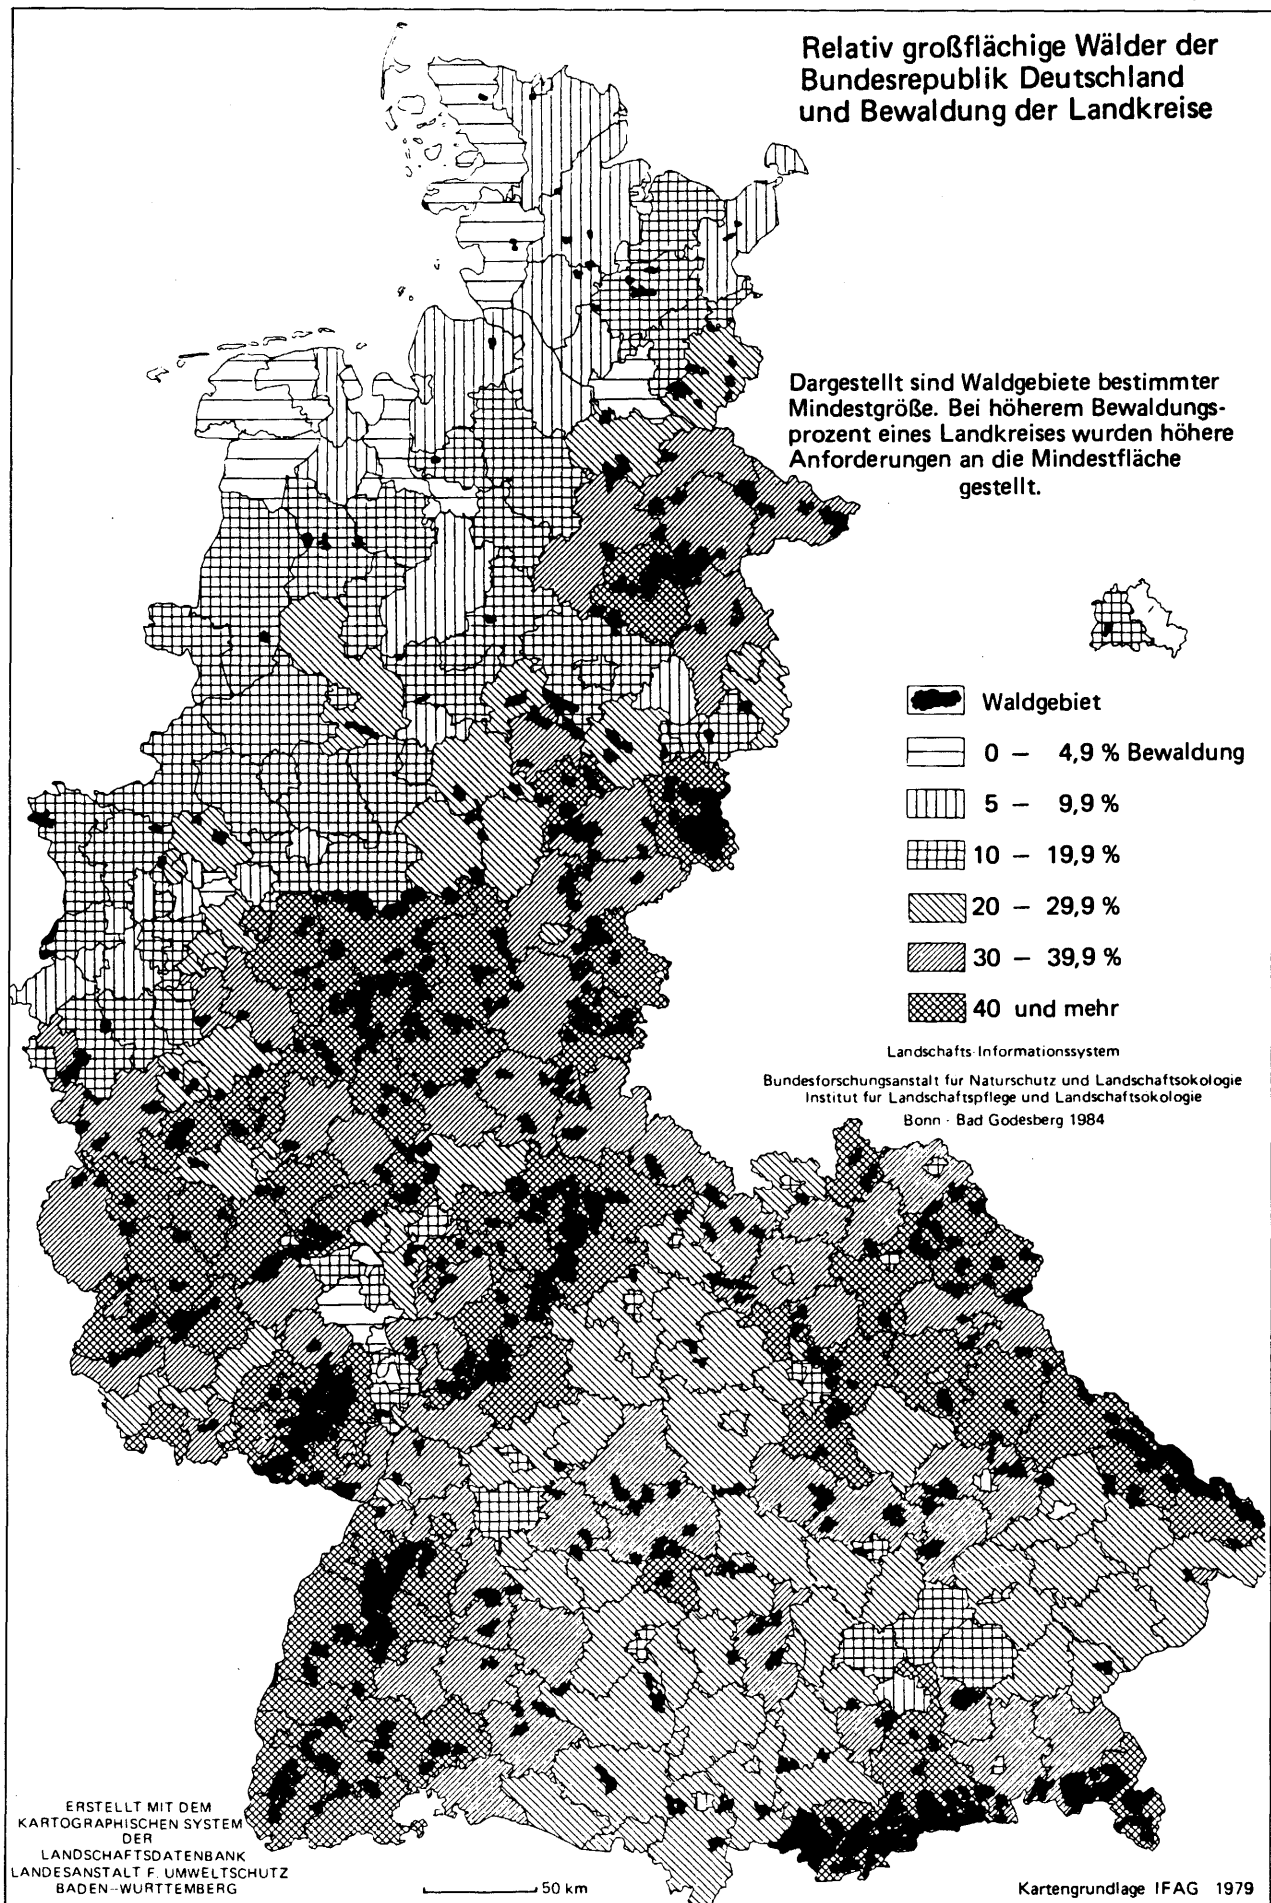 Relativ großflächige Wälder der
Bundesrepublik Deutschland
und Bewaldung der Landkreise
Dargestellt sind Waldgebiete bestimmter
Mindestgröße. Bei höherem Bewaldungs-
prozent eines Landkreises wurden höhere
Anforderungen an die Mindestfläche
gestellt.
Waldgebiet
0 – 4,9 % Bewaldung
5 – 9,9 %
10 – 19,9 %
20 – 29,9 %
30 – 39,9 %
40 und mehr
Landschafts-Informationssystem
Bundesforschungsanstalt fur Naturschutz und Landschaftsokologie
Institut fur Landschaftspflege und Landschaftsökologie
Bonn - Bad Godesberg 1984
ERSTELLT MIT DEM
KARTOGRAPHISCHEN SYSTEM
DER
LANDSCHAFTSDATENBANK
LANDESANSTALT F. UMWELTSCHUTZ
BADEN-WURTTEMBERG
50 km
Kartengrundlage IFAG 1979